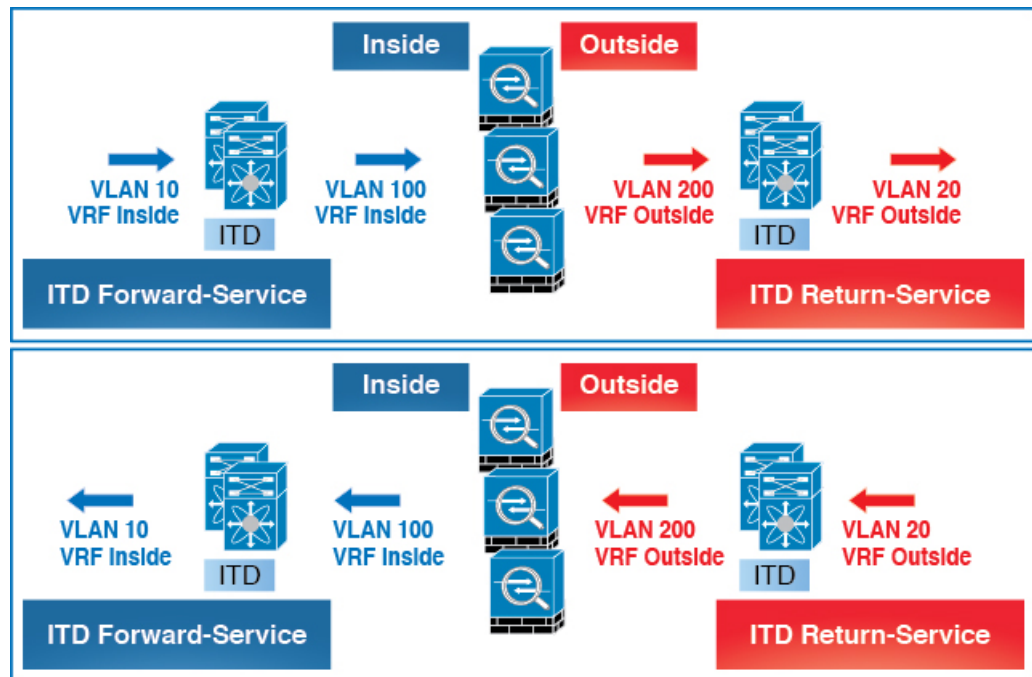 Inside
Outside
VLAN 10
VRF Inside
VLAN 100
VRF Inside
VLAN 200
VRF Outside
VLAN 20
VRF Outside
ITD
ITD
ITD Forward-Service
ITD Return-Service
Inside
Outside
VLAN 10
VRF Inside
VLAN 100
VRF Inside
VLAN 200
VRF Outside
VLAN 20
VRF Outside
ITD
ITD
ITD Forward-Service
ITD Return-Service